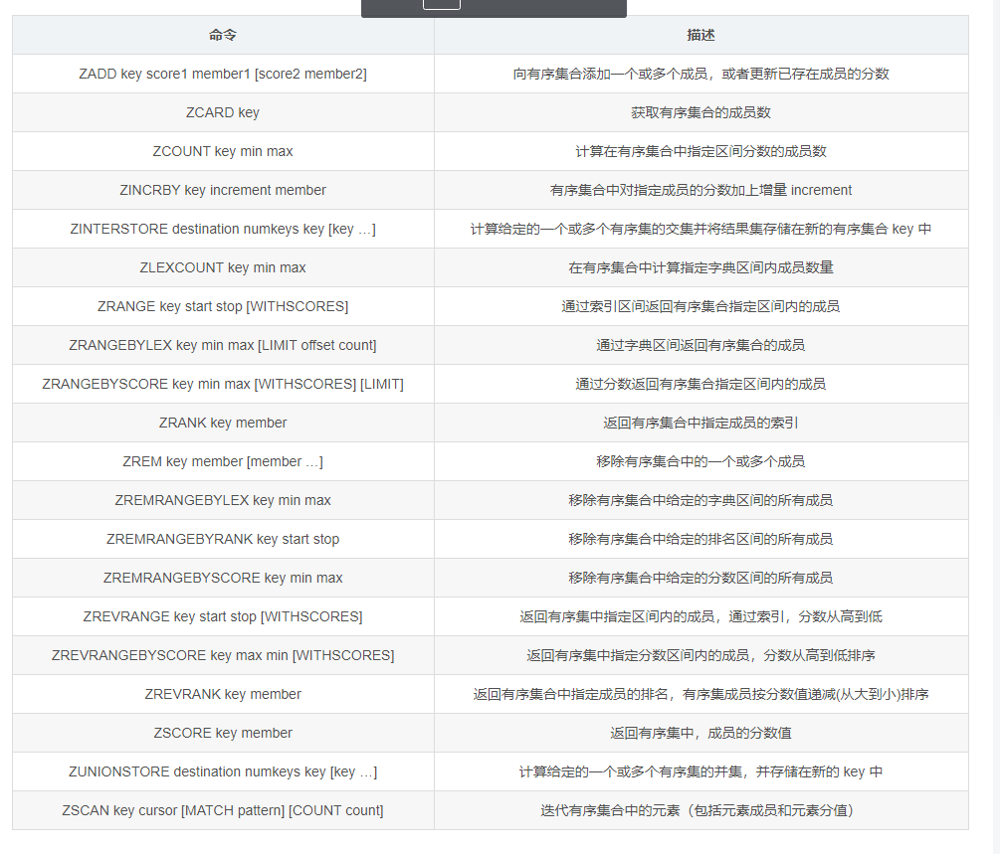 命令 描述
ZADD key score1 member1 [score2 member2] 向有序集合添加一个或多个成员，或者更新已存在成员的分数
ZCARD key 获取有序集合的成员数
ZCOUNT key min max 计算在有序集合中指定区间分数的成员数
ZINCRBY key increment member 有序集合中对指定成员的分数加上增量 increment
ZINTERSTORE destination numkeys key [key …] 计算给定的一个或多个有序集的交集并将结果集存储在新的有序集合 key 中
ZLEXCOUNT key min max 在有序集合中计算指定字典区间内成员数量
ZRANGE key start stop [WITHSCORES] 通过索引区间返回有序集合指定区间内的成员
ZRANGEBYLEX key min max [LIMIT offset count] 通过字典区间返回有序集合的成员
ZRANGEBYSCORE key min max [WITHSCORES] [LIMIT] 通过分数返回有序集合指定区间内的成员
ZRANK key member 返回有序集合中指定成员的索引
ZREM key member [member …] 移除有序集合中的一个或多个成员
ZREMRANGEBYLEX key min max 移除有序集合中给定的字典区间的所有成员
ZREMRANGEBYRANK key start stop 移除有序集合中给定的排名区间的所有成员
ZREMRANGEBYSCORE key min max 移除有序集合中给定的分数区间的所有成员
ZREVRANGE key start stop [WITHSCORES] 返回有序集中指定区间内的成员，通过索引，分数从高到低
ZREVRANGEBYSCORE key max min [WITHSCORES] 返回有序集中指定分数区间内的成员，分数从高到低排序
ZREVRANK key member 返回有序集合中指定成员的排名，有序集成员按分数值递减(从大到小)排序
ZSCORE key member 返回有序集中，成员的分数值
ZUNIONSTORE destination numkeys key [key …] 计算给定的一个或多个有序集的并集，并存储在新的 key 中
ZSCAN key cursor [MATCH pattern] [COUNT count] 迭代有序集合中的元素（包括元素成员和元素分值）